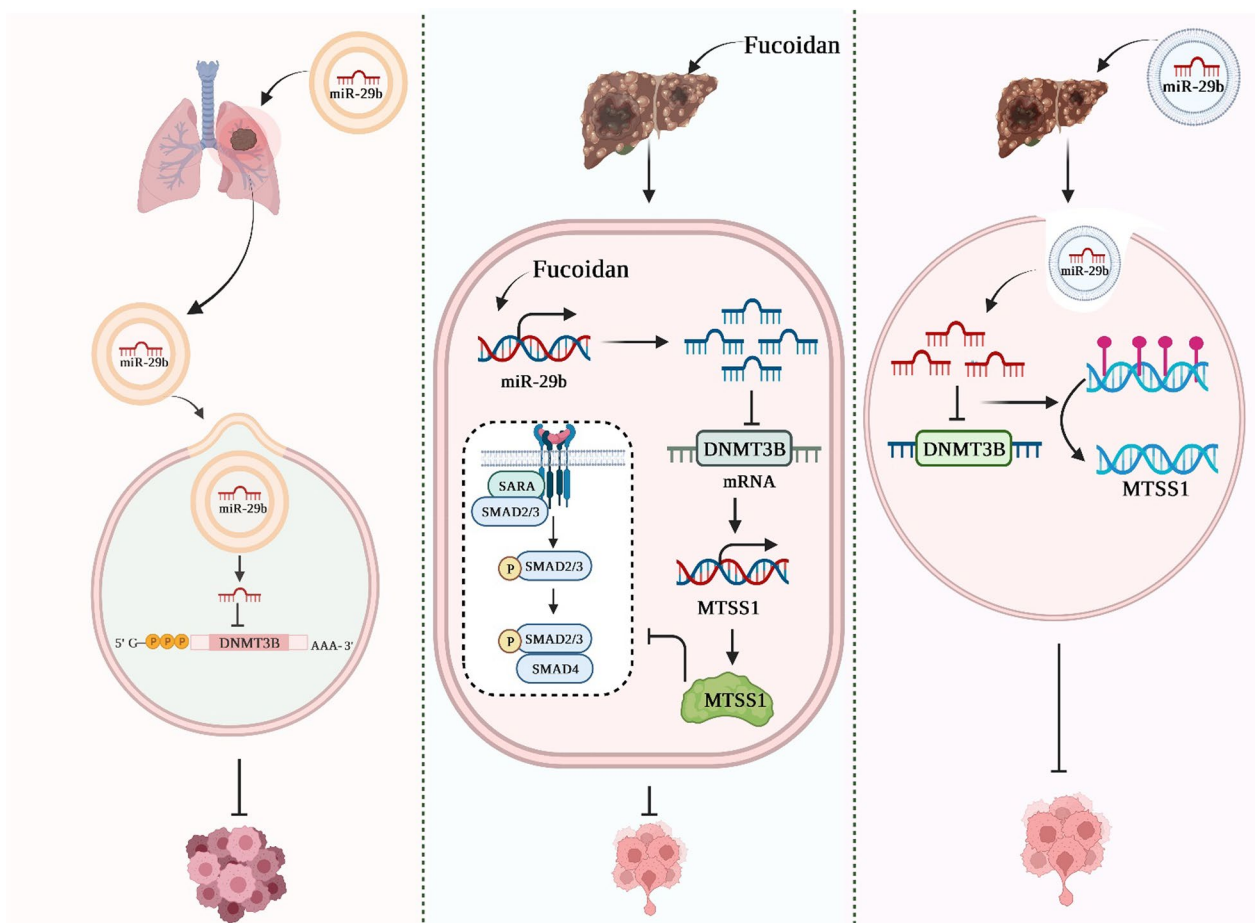 miR-29b
miR-29b
miR-29b
5' G P P P DNMT3B AAA-3'
Fucoidan
Fucoidan
miR-29b
DNMT3B
mRNA
MTSS1
MTSS1
SARA
SMAD2/3
P SMAD2/3
P SMAD2/3
SMAD4
miR-29b
miR-29b
DNMT3B
MTSS1